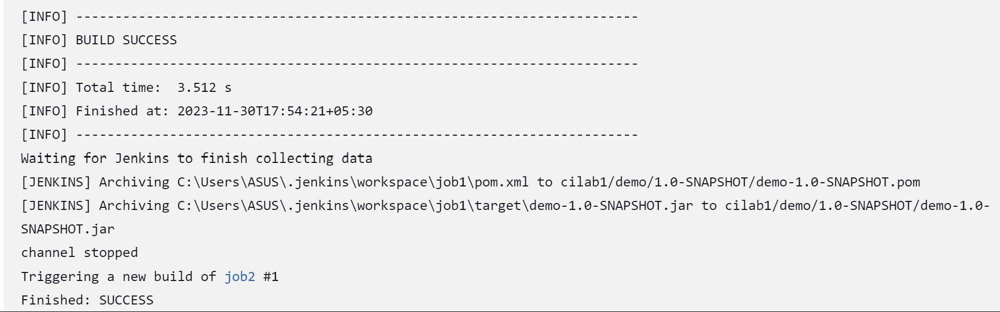 [INFO] ------------------------------------------------------------------------
[INFO] BUILD SUCCESS
[INFO] ------------------------------------------------------------------------
[INFO] Total time:  3.512 s
[INFO] Finished at: 2023-11-30T17:54:21+05:30
[INFO] ------------------------------------------------------------------------
Waiting for Jenkins to finish collecting data
[JENKINS] Archiving C:\Users\ASUS\.jenkins\workspace\job1\pom.xml to cilab1/demo/1.0-SNAPSHOT/demo-1.0-SNAPSHOT.pom
[JENKINS] Archiving C:\Users\ASUS\.jenkins\workspace\job1\target\demo-1.0-SNAPSHOT.jar to cilab1/demo/1.0-SNAPSHOT/demo-1.0-
SNAPSHOT.jar
channel stopped
Triggering a new build of job2 #1
Finished: SUCCESS